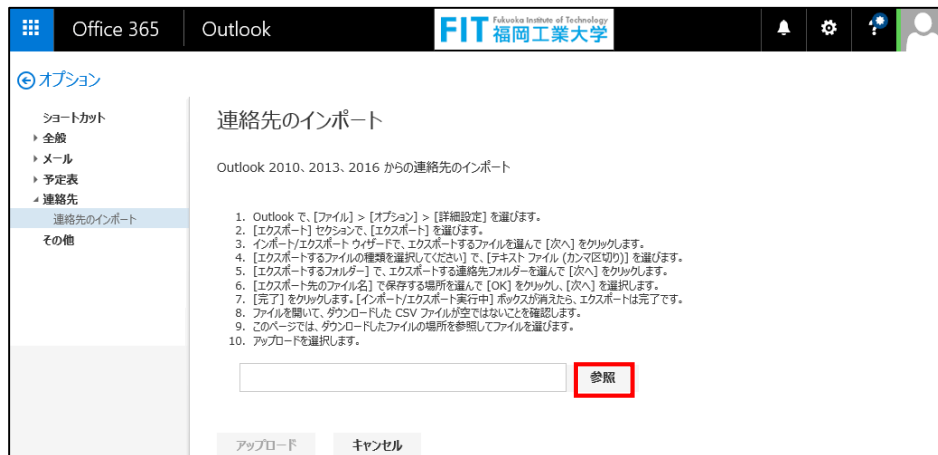 Office 365
Outlook
FIT Fukuoka Institute of Technology
福岡工業大学
オプション
ショートカット
全般
メール
予定表
連絡先
連絡先のインポート
その他
連絡先のインポート
Outlook 2010、2013、2016 からの連絡先のインポート
1. Outlook で、[ファイル] > [オプション] > [詳細設定] を選びます。
2. [エクスポート] セクションで、[エクスポート] を選びます。
3. インポート/エクスポート ウィザードで、エクスポートするファイルを選んで [次へ] をクリックします。
4. [エクスポートするファイルの種類を選択してください] で、[テキスト ファイル (カンマ区切り)] を選びます。
5. [エクスポートするフォルダー] で、エクスポートする連絡先フォルダーを選んで [次へ] をクリックします。
6. [エクスポート先のファイル名] で保存する場所を選んで [OK] をクリックし、[次へ] を選択します。
7. [完了] をクリックします。[インポート/エクスポート実行中] ボックスが消えたら、エクスポートは完了です。
8. ファイルを開いて、ダウンロードした CSV ファイルが空ではないことを確認します。
9. このページでは、ダウンロードしたファイルの場所を参照してファイルを選びます。
10. アップロードを選択します。
参照
アップロード
キャンセル